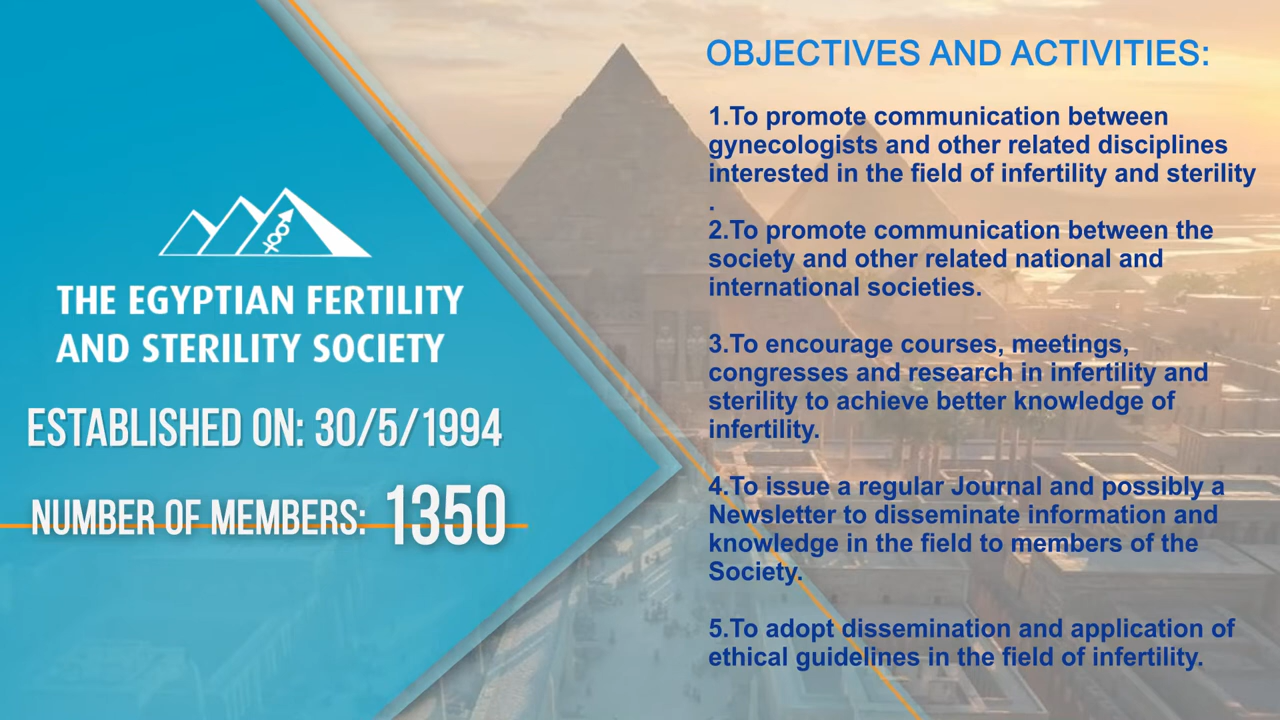 THE EGYPTIAN FERTILITY
AND STERILITY SOCIETY
ESTABLISHED ON: 30/5/1994
NUMBER OF MEMBERS: 1350
OBJECTIVES AND ACTIVITIES:
1.To promote communication between
gynecologists and other related disciplines
interested in the field of infertility and sterility
.
2.To promote communication between the
society and other related national and
international societies.
3.To encourage courses, meetings,
congresses and research in infertility and
sterility to achieve better knowledge of
infertility.
4.To issue a regular Journal and possibly a
Newsletter to disseminate information and
knowledge in the field to members of the
Society.
5.To adopt dissemination and application of
ethical guidelines in the field of infertility.